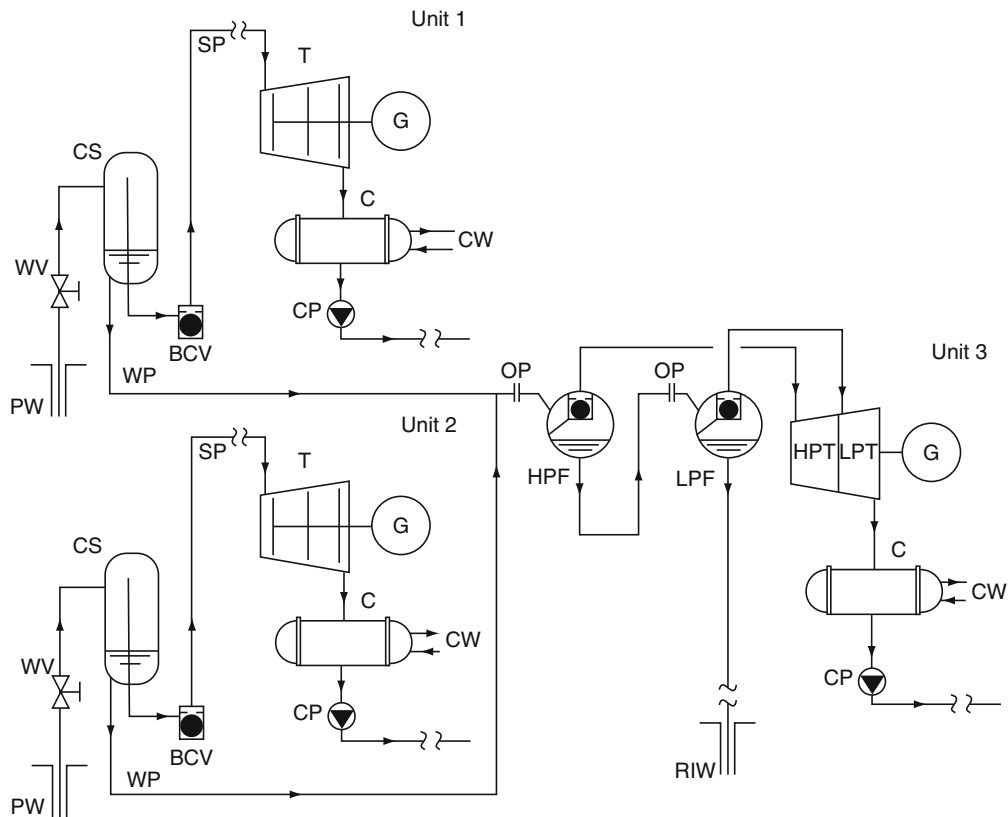 Unit 1
SP
T
G
CS
C
CW
WV
CP
BCV
WP
PW
OP
OP
Unit 3
Unit 2
SP
T
HPT
LPT
G
HPF
LPF
G
CS
C
C
CW
CW
WV
CP
CP
BCV
WP
RIW
PW